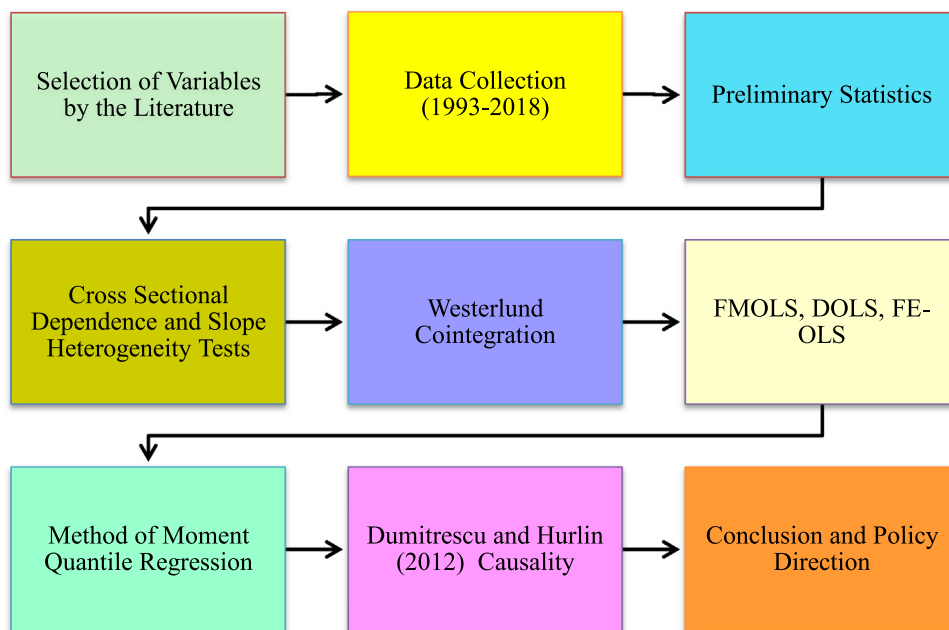 Selection of Variables
by the Literature
Data Collection
(1993-2018)
Preliminary Statistics
Cross Sectional
Dependence and Slope
Heterogeneity Tests
Westerlund
Cointegration
FMOLS, DOLS, FE-
OLS
Method of Moment
Quantile Regression
Dumitrescu and Hurlin
(2012) Causality
Conclusion and Policy
Direction